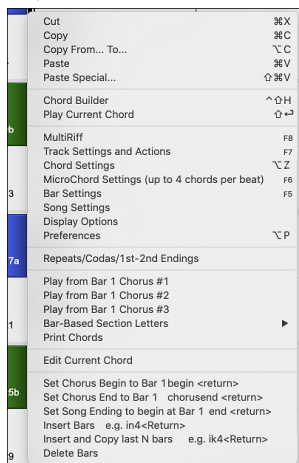 Cut ⌘X
Copy ⌘C
Copy From... To... ⌥C
Paste ⌘V
Paste Special... ⇧⌘V
Chord Builder ^⇧H
b
Play Current Chord ⇧↩
MultiRiff F8
Track Settings and Actions F7
Chord Settings ⌥Z
MicroChord Settings (up to 4 chords per beat) F6
3
Bar Settings F5
Song Settings
Display Options
Preferences ⌥P
7a
Repeats/Codas/1st-2nd Endings
Play from Bar 1 Chorus #1
Play from Bar 1 Chorus #2
Play from Bar 1 Chorus #3
:1
Bar-Based Section Letters ▶
Print Chords
Edit Current Chord
Set Chorus Begin to Bar 1 begin <return>
5b
Set Chorus End to Bar 1 chorusend <return>
Set Song Ending to begin at Bar 1 end <return>
Insert Bars e.g. in4<Return>
Insert and Copy last N bars e.g. ik4<Return>
Delete Bars
9